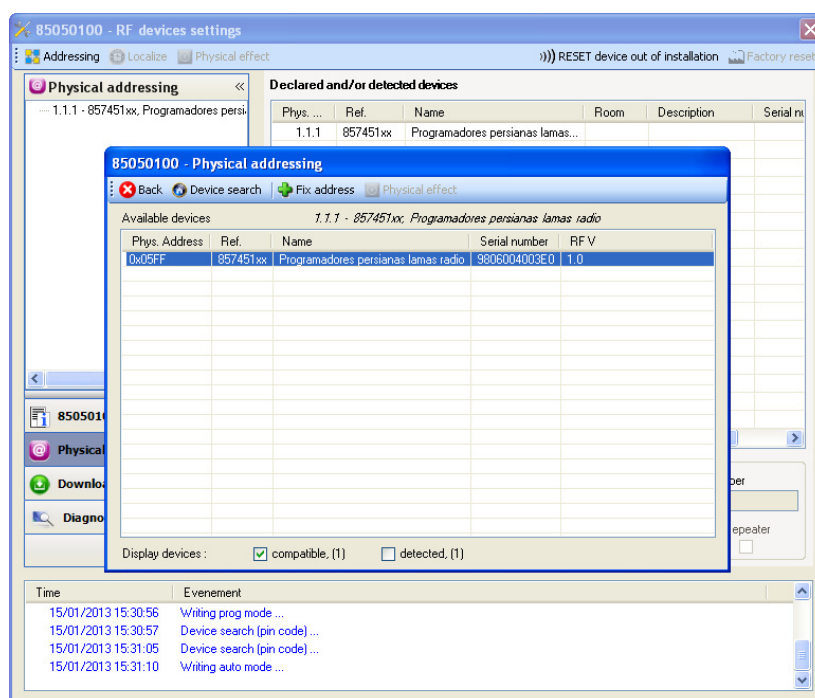 85050100 - RF devices settings
Addressing Localize Physical effect ))) RESET device out of installation Factory reset
Physical addressing «
1.1.1 - 857451xx, Programadores persi
Declared and/or detected devices
Phys. ... Ref. Name Room Description Serial nu
1.1.1 857451xx Programadores persianas lamas...
85050100 - Physical addressing
Back Device search Fix address Physical effect
Available devices 1.1.1 - 857451xx, Programadores persianas lamas radio
Phys. Address Ref. Name Serial number RF V
0x05FF 857451xx Programadores persianas lamas radio 9806004003E0 1.0
Display devices : compatible, (1) detected, (1)
850501
Physical
Downlo
Diagno
ber
epeater
Time Evenement
15/01/2013 15:30:56 Writing prog mode ...
15/01/2013 15:30:57 Device search (pin code) ...
15/01/2013 15:31:05 Device search (pin code) ...
15/01/2013 15:31:10 Writing auto mode ...